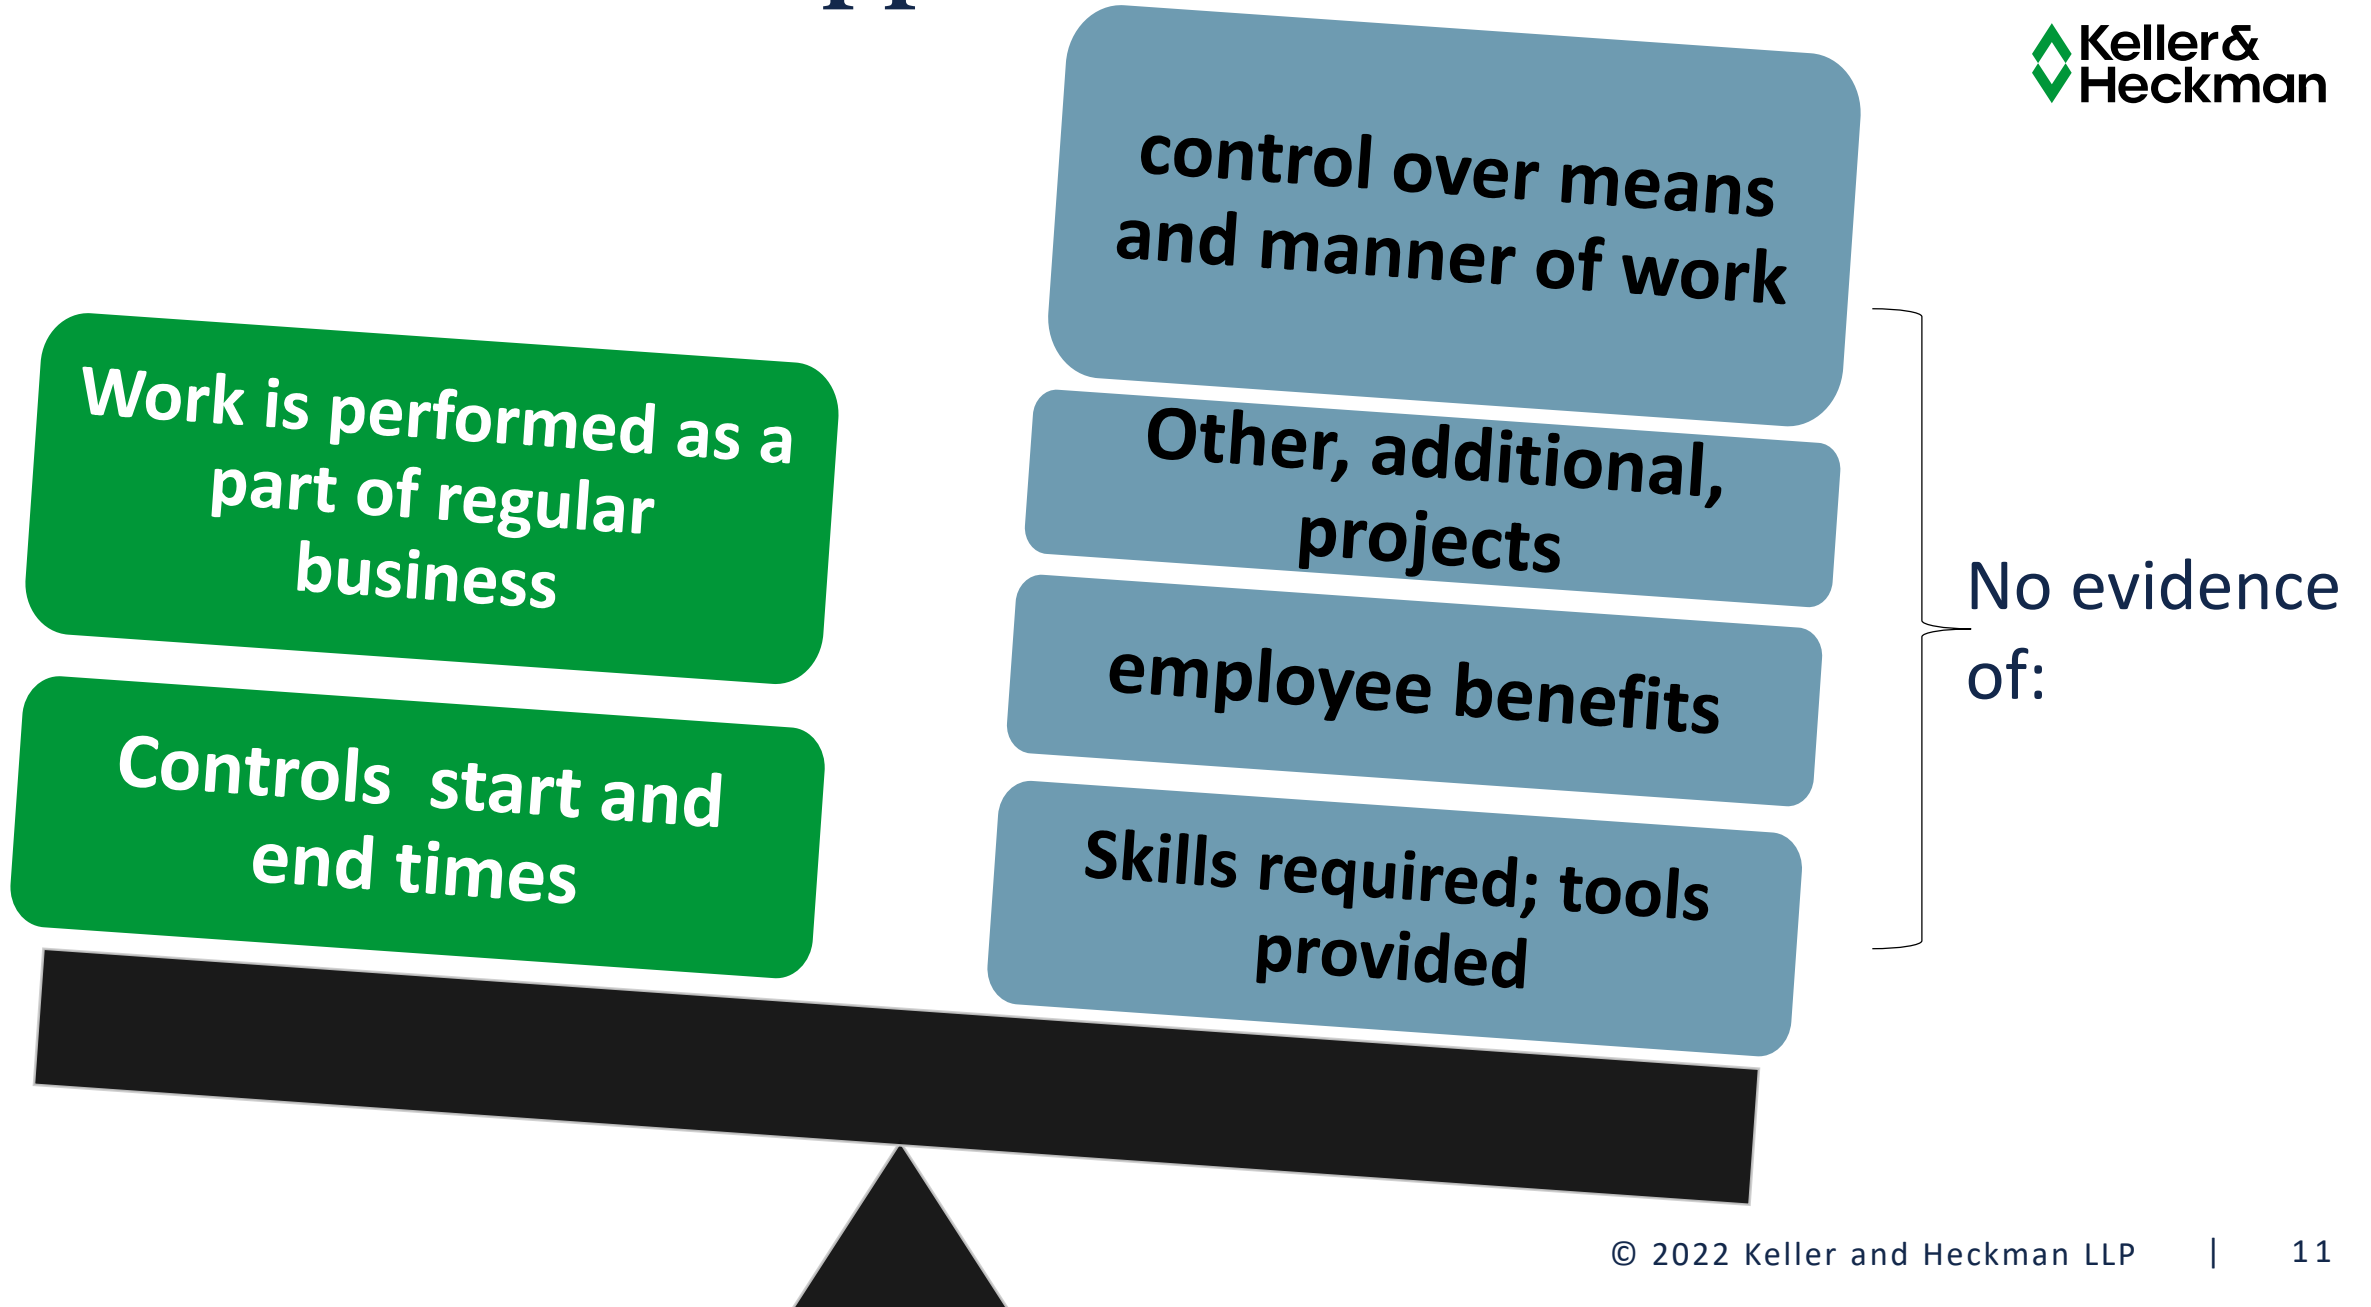 Keller&
Heckman
control over means
and manner of work
Work is performed as a
part of regular
business
Other, additional,
projects
employee benefits
No evidence
of:
Controls  start and
end times
Skills required; tools
provided
© 2022 Keller and Heckman LLP | 11